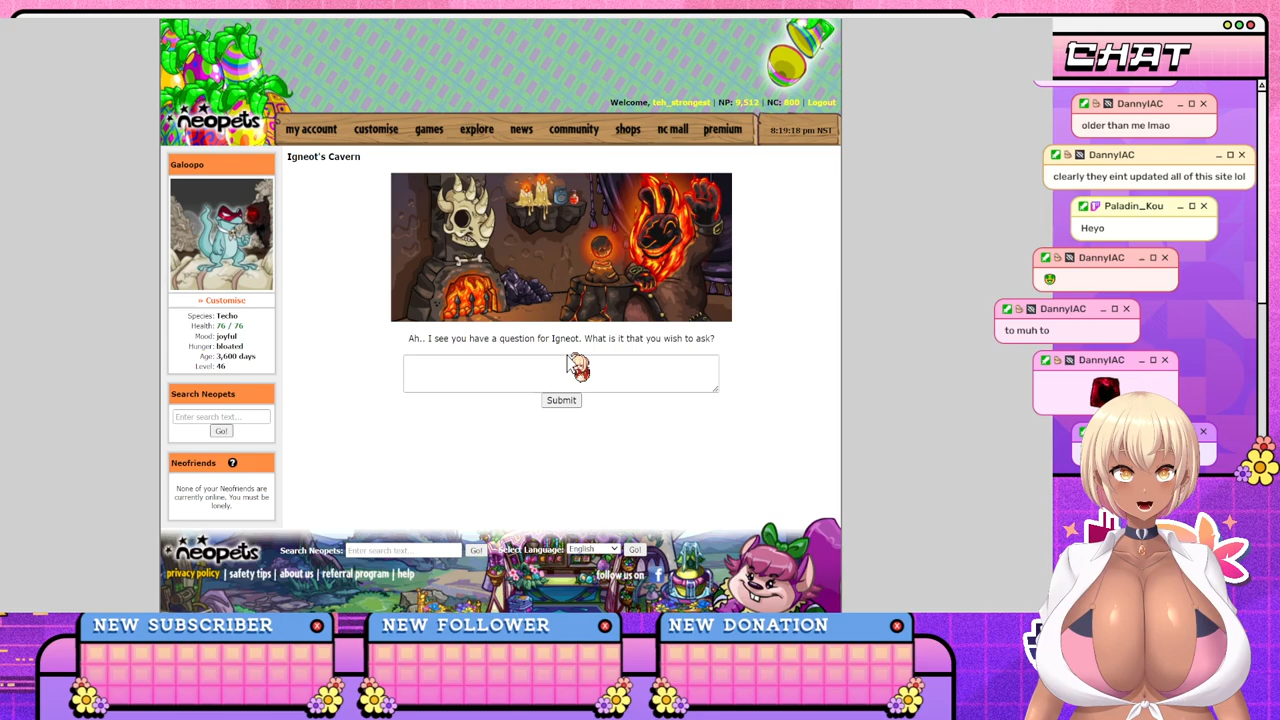 Welcome, teh_strongest | NP: 9,512 | NC: 800 | Logout
neopets
my account customise games explore news community shops nc mall premium 8:19:18 pm NST
Galoopo
» Customise
Species: Techo
Health: 76 / 76
Mood: joyful
Hunger: bloated
Age: 3,600 days
Level: 46
Search Neopets
Enter search text...
Go!
Neofriends ?
None of your Neofriends are
currently online. You must be
lonely.
Igneot's Cavern
Ah.. I see you have a question for Igneot. What is it that you wish to ask?
Submit
neopets
Search Neopets: Enter search text... Go! Select Language: English Go!
privacy policy | safety tips | about us | referral program | help
follow us on f
CHAT
DannyIAC
older than me lmao
DannyIAC
clearly they eint updated all of this site lol
Paladin_Kou
Heyo
DannyIAC
DannyIAC
to muh to
DannyIAC
NEW SUBSCRIBER
NEW FOLLOWER
NEW DONATION